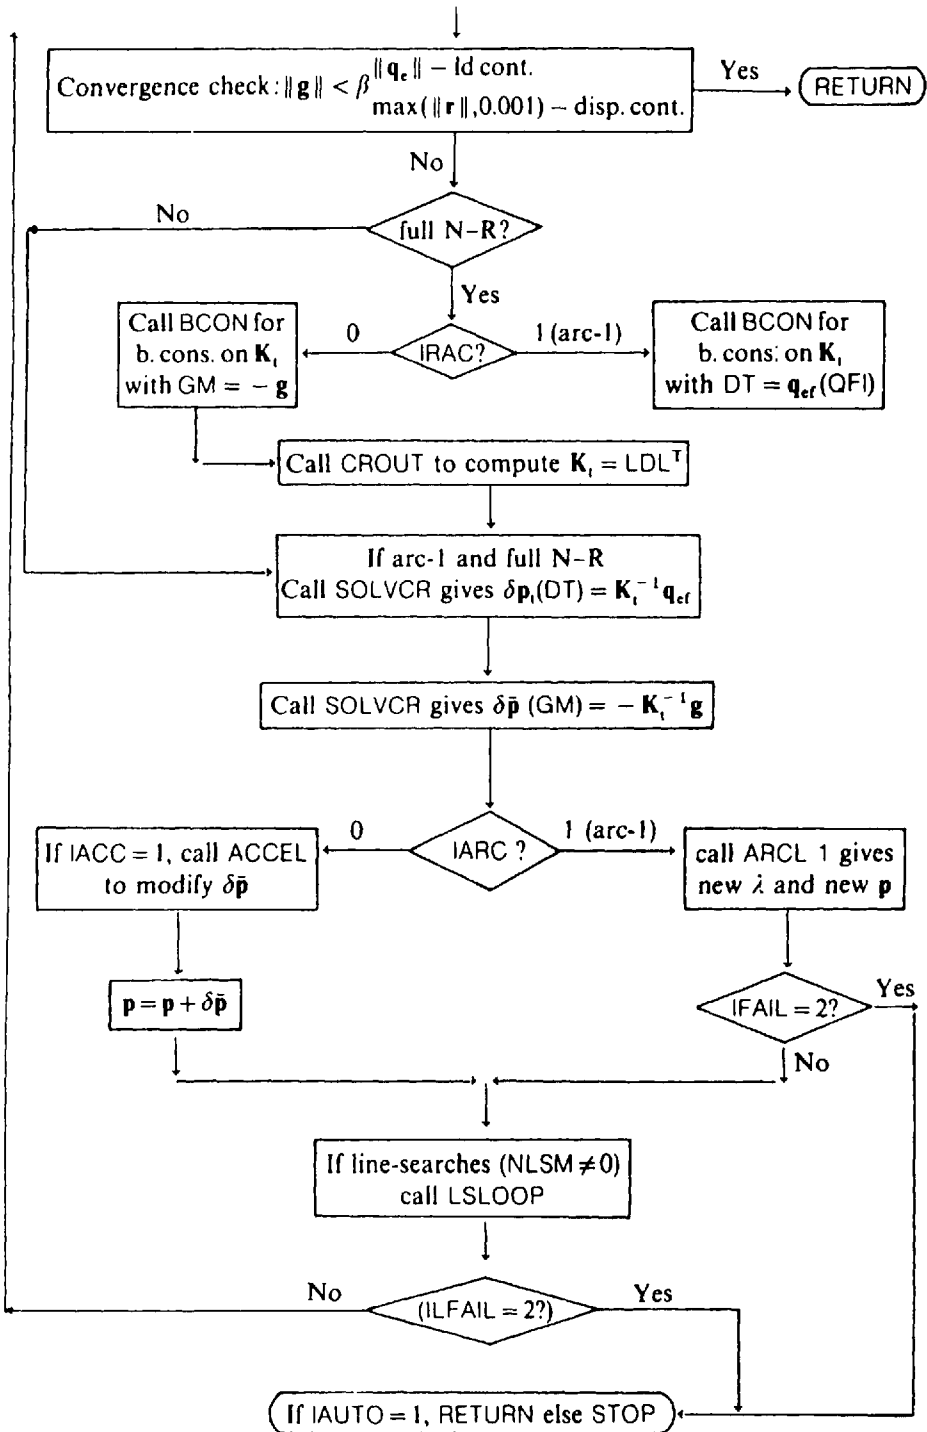 Convergence check: ‖g‖ < β ‖qₑ‖ – ld cont.
max(‖r‖,0.001) – disp. cont.
Yes
RETURN
No
full N–R?
No
Yes
Call BCON for
b. cons. on Kₜ
with GM = – g
0
IRAC?
1 (arc-1)
Call BCON for
b. cons. on Kₜ
with DT = q_ef (QFI)
Call CROUT to compute Kₜ = LDLᵀ
If arc-1 and full N–R
Call SOLVCR gives δpₜ(DT) = Kₜ⁻¹q_ef
Call SOLVCR gives δp̄ (GM) = – Kₜ⁻¹g
If IACC = 1, call ACCEL
to modify δp̄
0
IARC ?
1 (arc-1)
call ARCL 1 gives
new λ and new p
p = p + δp̄
IFAIL = 2?
Yes
No
If line-searches (NLSM ≠ 0)
call LSLOOP
No
(ILFAIL = 2?)
Yes
If IAUTO = 1, RETURN else STOP